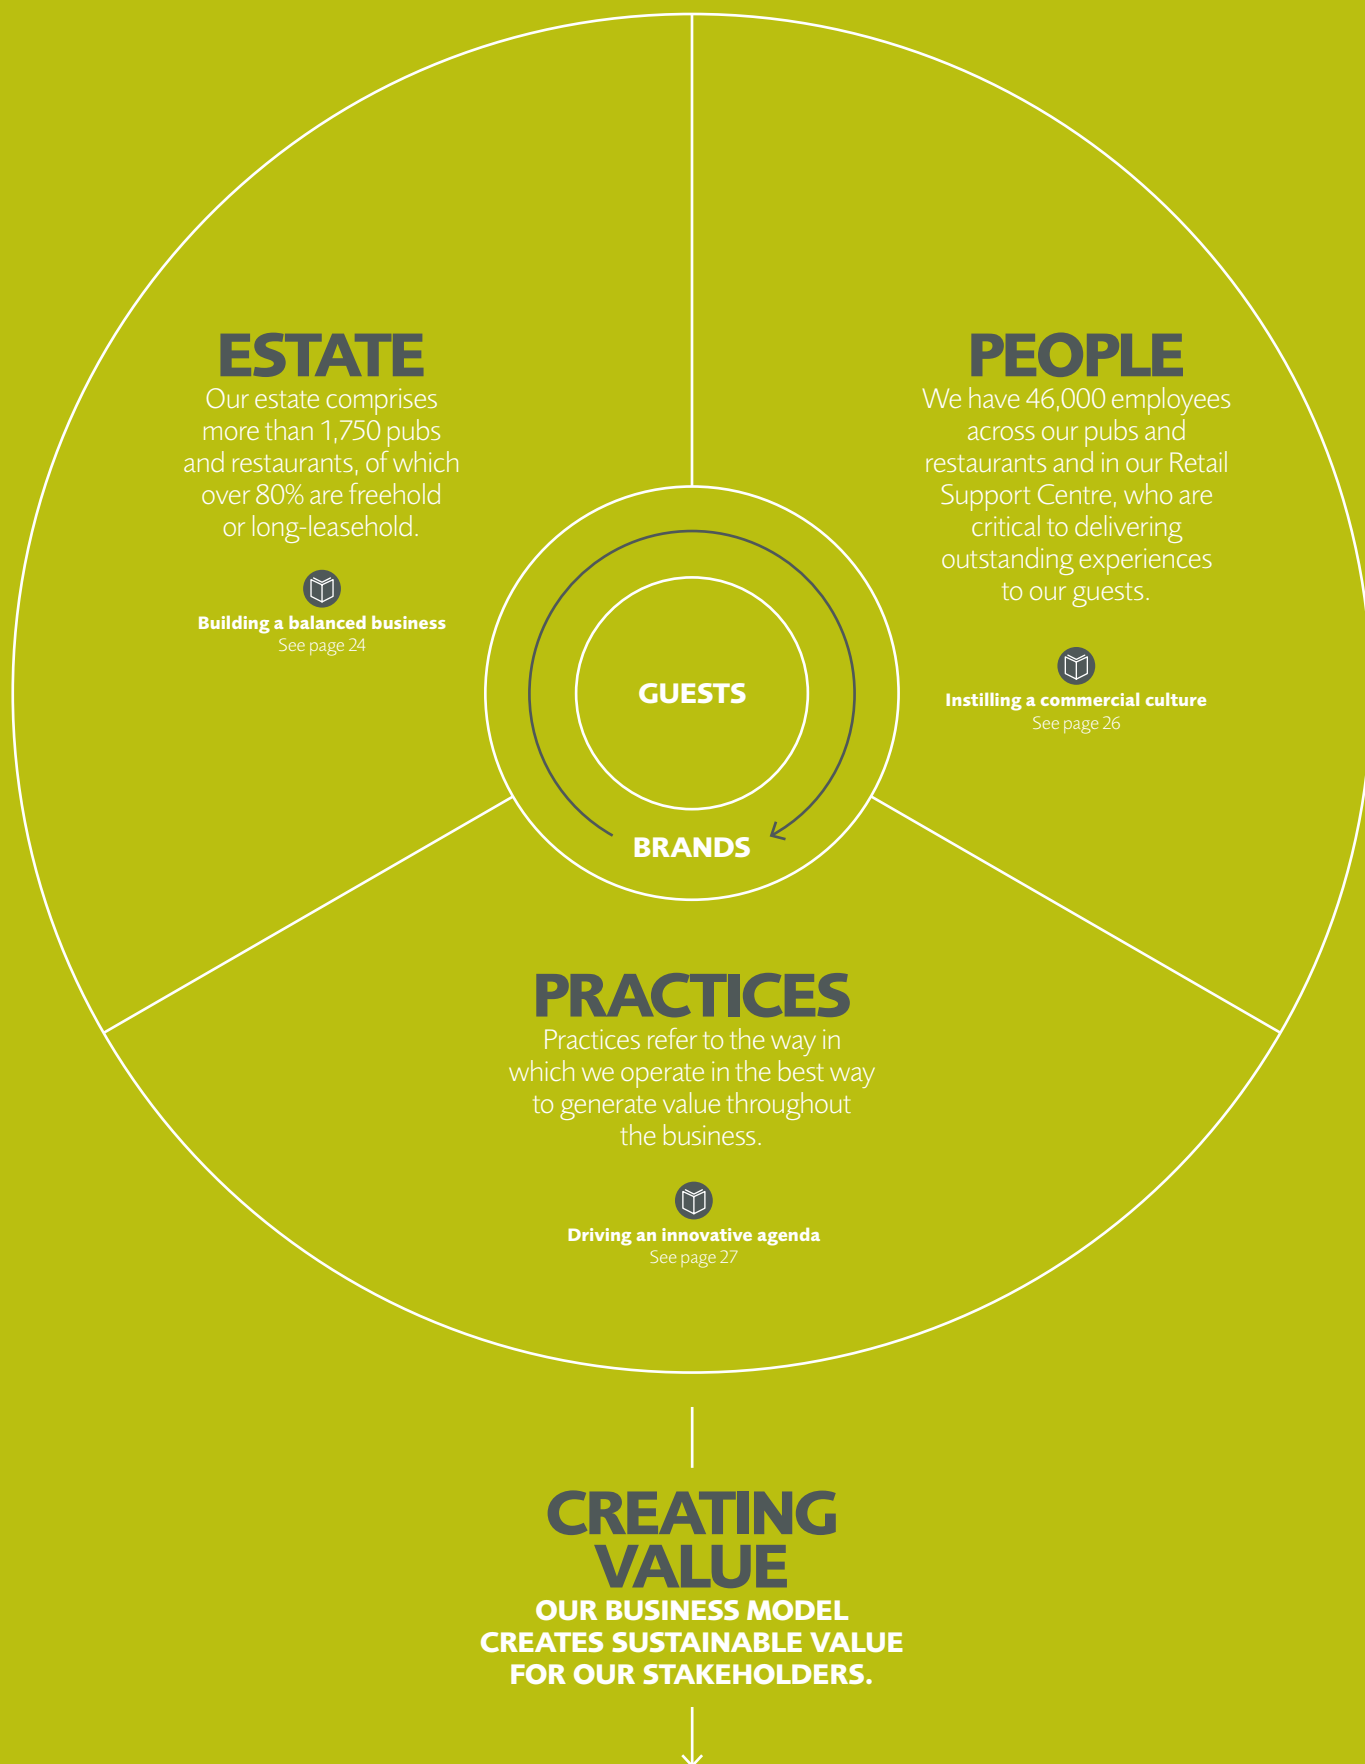 ESTATE
Our estate comprises
more than 1,750 pubs
and restaurants, of which
over 80% are freehold
or long-leasehold.
Building a balanced business
See page 24
PEOPLE
We have 46,000 employees
across our pubs and
restaurants and in our Retail
Support Centre, who are
critical to delivering
outstanding experiences
to our guests.
Instilling a commercial culture
See page 26
GUESTS
BRANDS
PRACTICES
Practices refer to the way in
which we operate in the best way
to generate value throughout
the business.
Driving an innovative agenda
See page 27
CREATING
VALUE
OUR BUSINESS MODEL
CREATES SUSTAINABLE VALUE
FOR OUR STAKEHOLDERS.